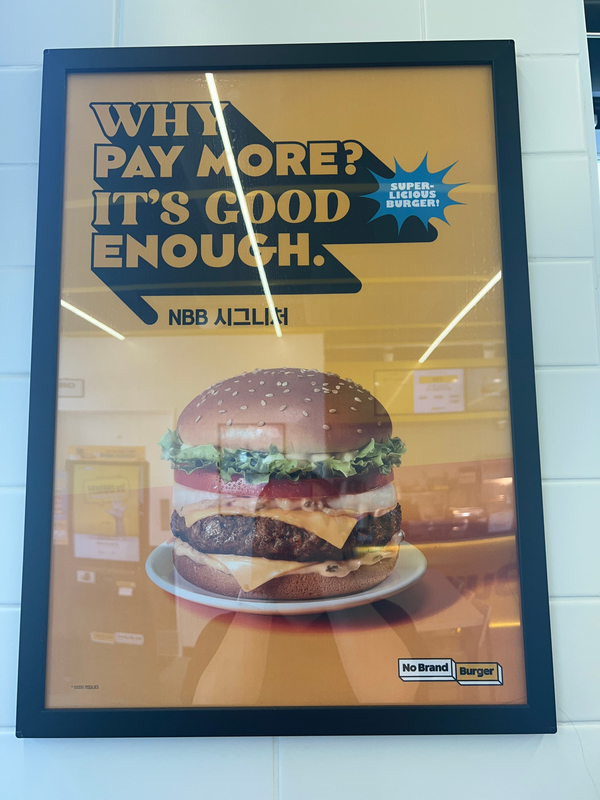 WHY
PAY MORE?
IT'S GOOD
ENOUGH.
SUPER-
LICIOUS
BURGER!
NBB 시그니처
No Brand Burger